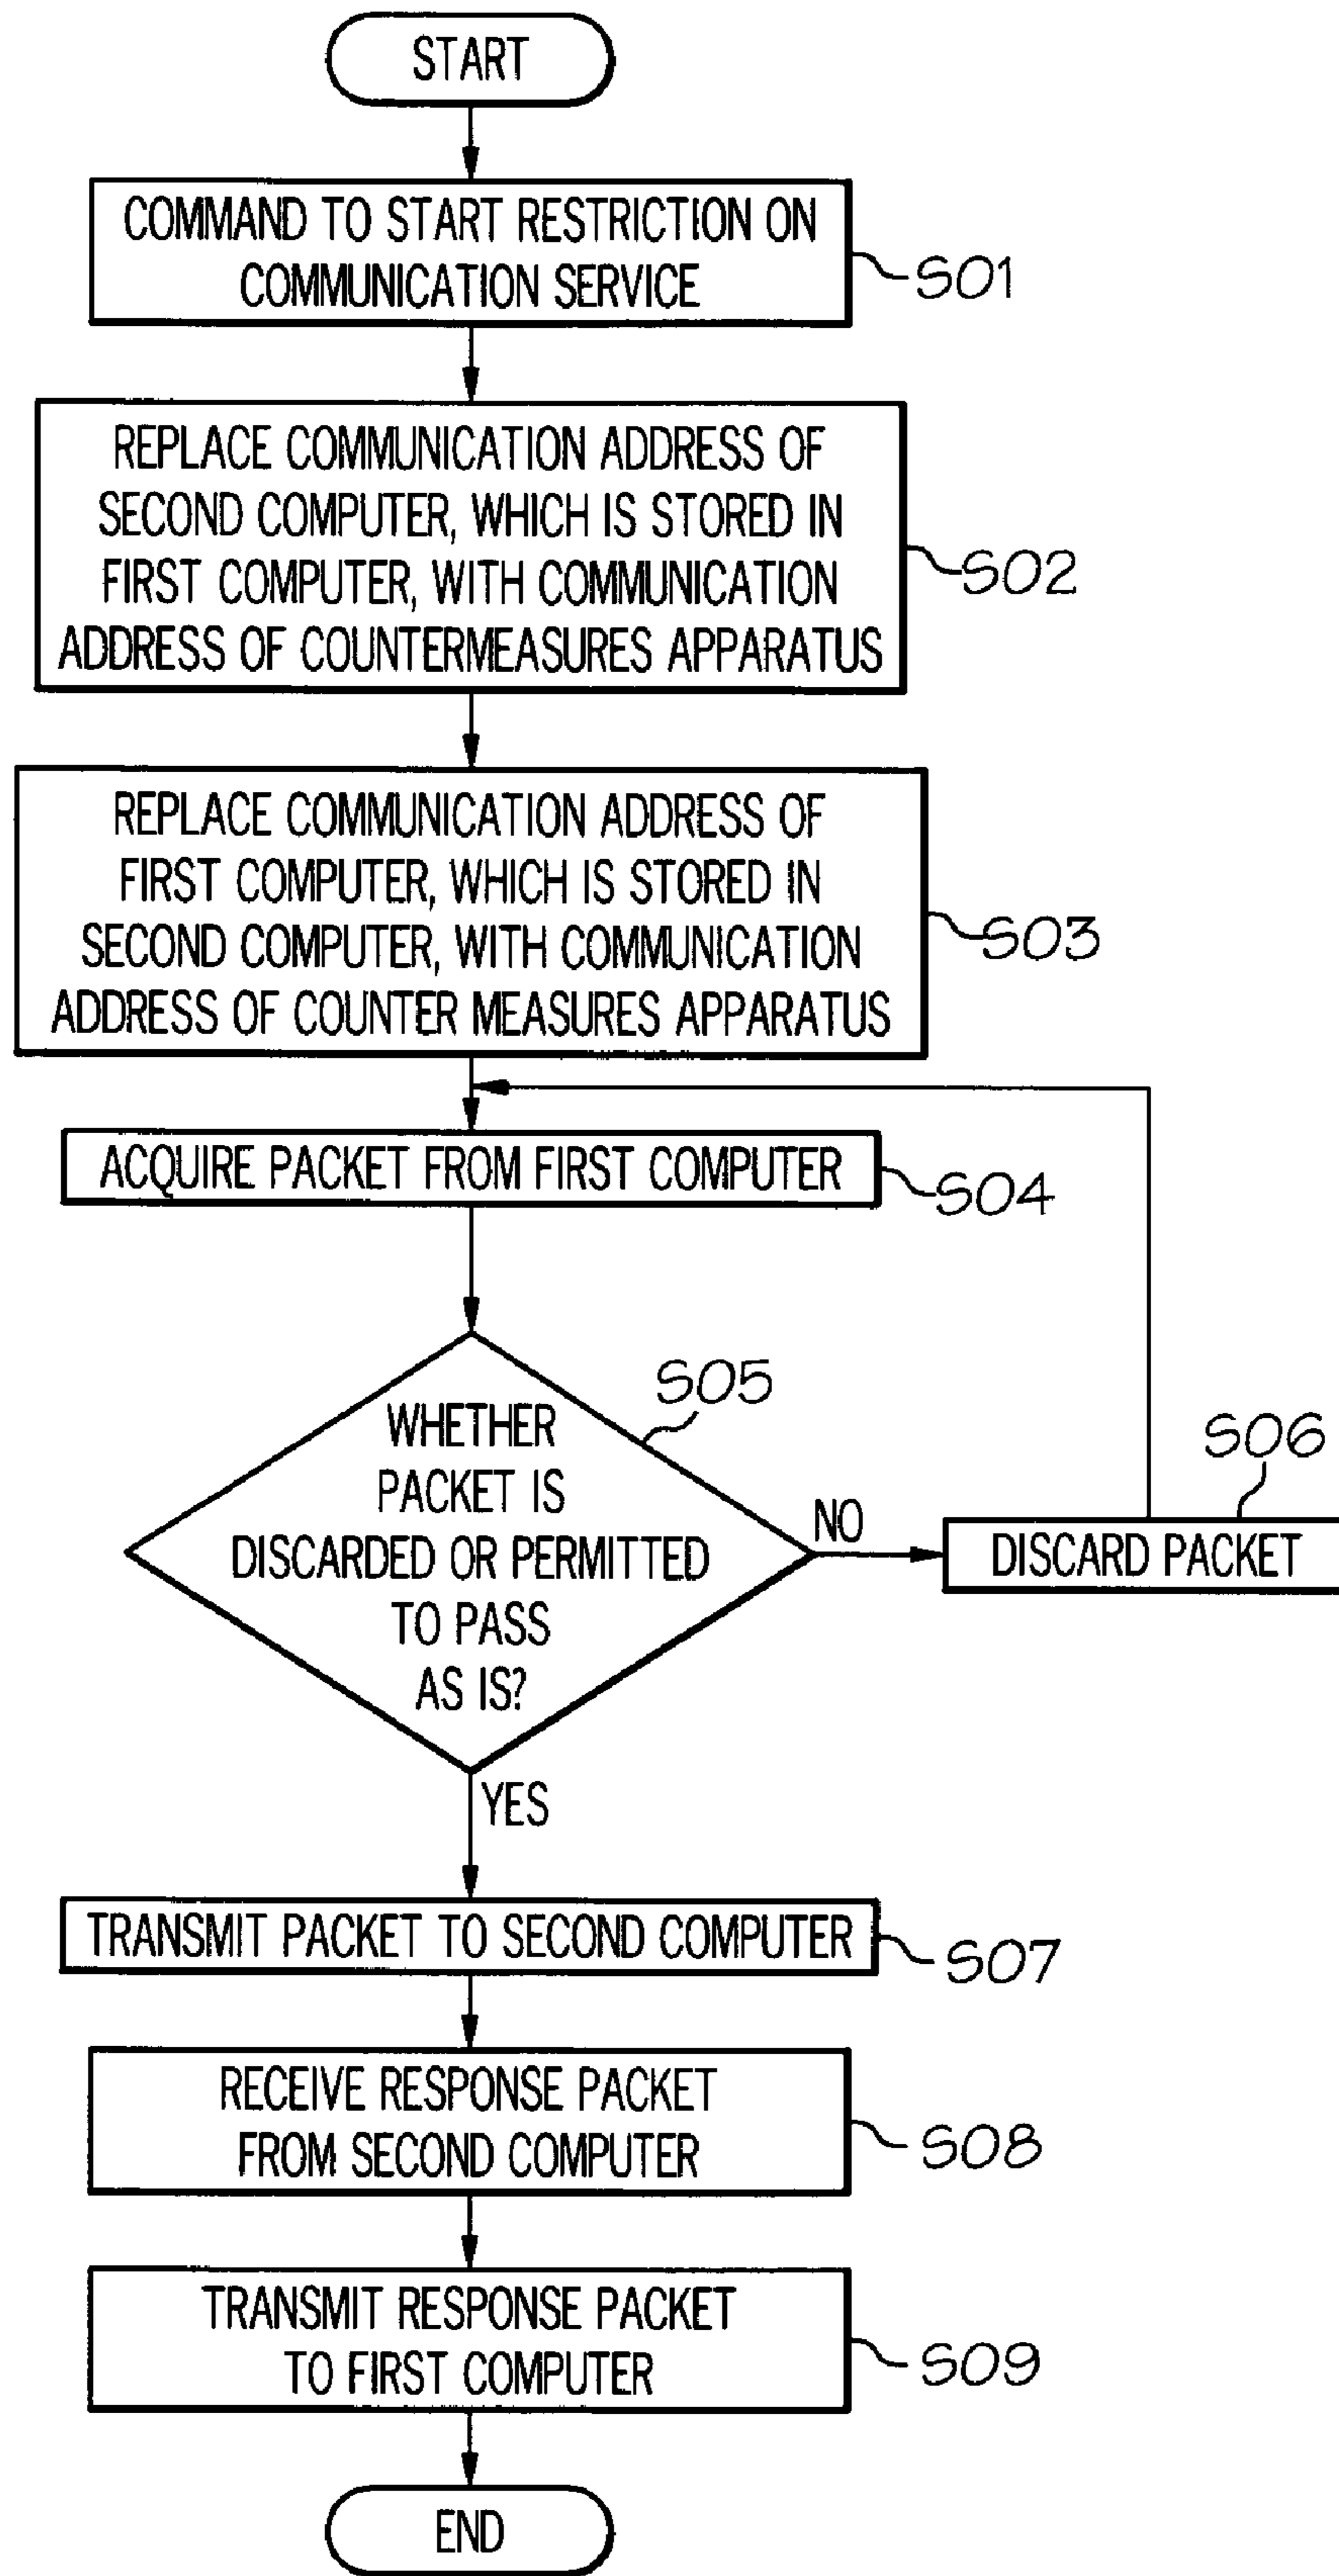 START
COMMAND TO START RESTRICTION ON
COMMUNICATION SERVICE
S01
REPLACE COMMUNICATION ADDRESS OF
SECOND COMPUTER, WHICH IS STORED IN
FIRST COMPUTER, WITH COMMUNICATION
ADDRESS OF COUNTERMEASURES APPARATUS
S02
REPLACE COMMUNICATION ADDRESS OF
FIRST COMPUTER, WHICH IS STORED IN
SECOND COMPUTER, WITH COMMUNICATION
ADDRESS OF COUNTER MEASURES APPARATUS
S03
ACQUIRE PACKET FROM FIRST COMPUTER
S04
S05
WHETHER
PACKET IS
DISCARDED OR PERMITTED
TO PASS
AS IS?
NO
S06
DISCARD PACKET
YES
TRANSMIT PACKET TO SECOND COMPUTER
S07
RECEIVE RESPONSE PACKET
FROM SECOND COMPUTER
S08
TRANSMIT RESPONSE PACKET
TO FIRST COMPUTER
S09
END